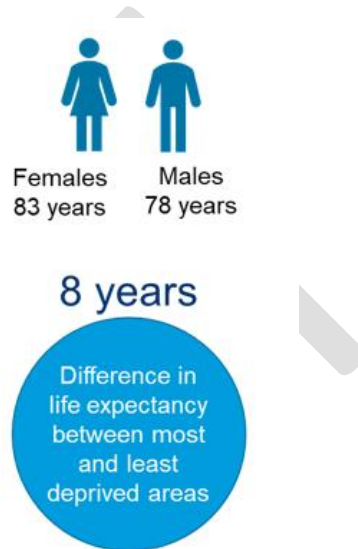 Females Males
83 years 78 years
8 years
Difference in
life expectancy
between most
and least
deprived areas